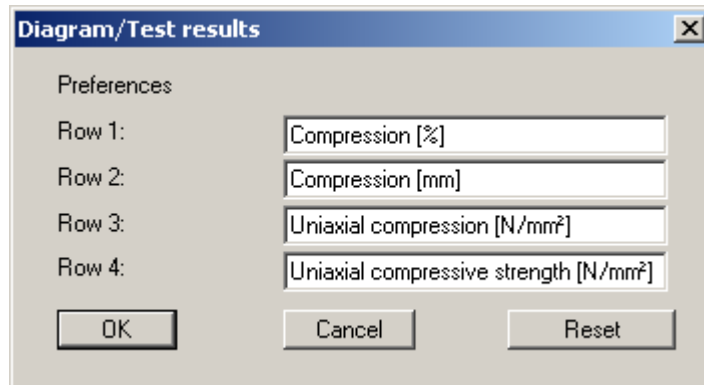 Diagram/Test results
Preferences
Row 1: Compression [%]
Row 2: Compression [mm]
Row 3: Uniaxial compression [N/mm²]
Row 4: Uniaxial compressive strength [N/mm²]
OK Cancel Reset